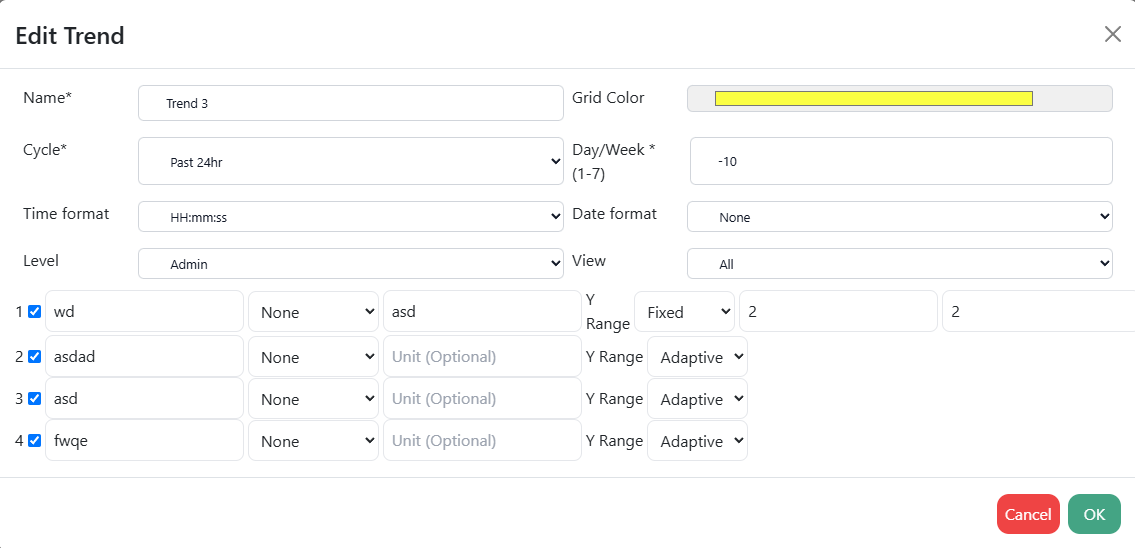 Edit Trend
Name* Trend 3 Grid Color
Cycle* Past 24hr Day/Week * -10
(1-7)
Time format HH:mm:ss Date format None
Level Admin View All
1 wd None asd Y Range Fixed 2 2
2 asdad None Unit (Optional) Y Range Adaptive
3 asd None Unit (Optional) Y Range Adaptive
4 fwqe None Unit (Optional) Y Range Adaptive
Cancel OK